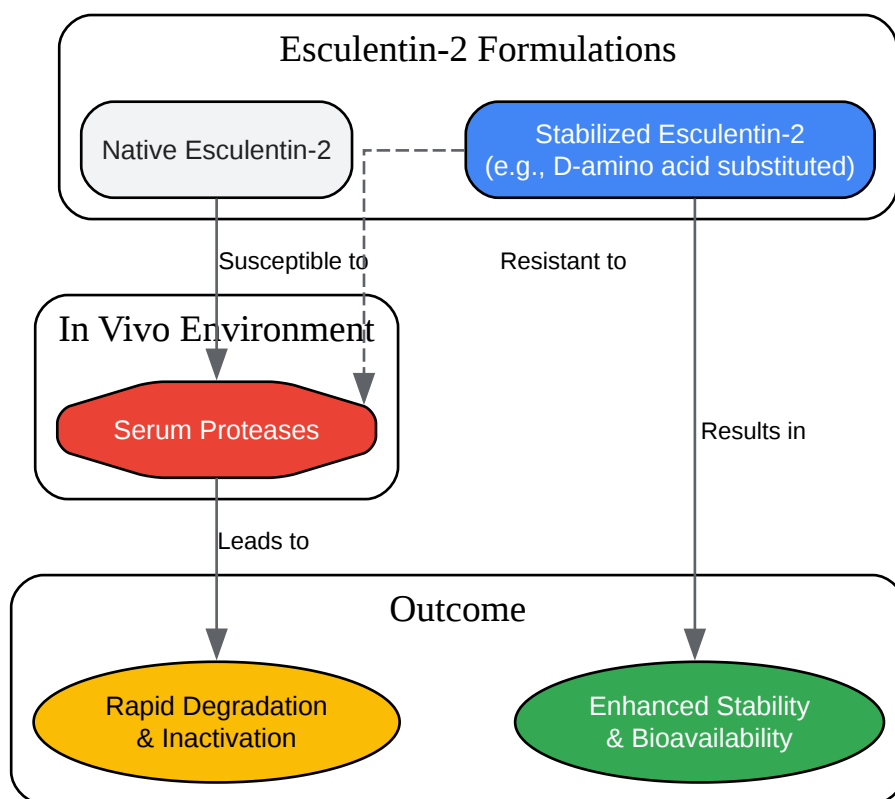 Esculentin-2 Formulations
Native Esculentin-2
Stabilized Esculentin-2
(e.g., D-amino acid substituted)
Susceptible to
Resistant to
In Vivo Environment
Serum Proteases
Results in
Leads to
Outcome
Rapid Degradation
& Inactivation
Enhanced Stability
& Bioavailability